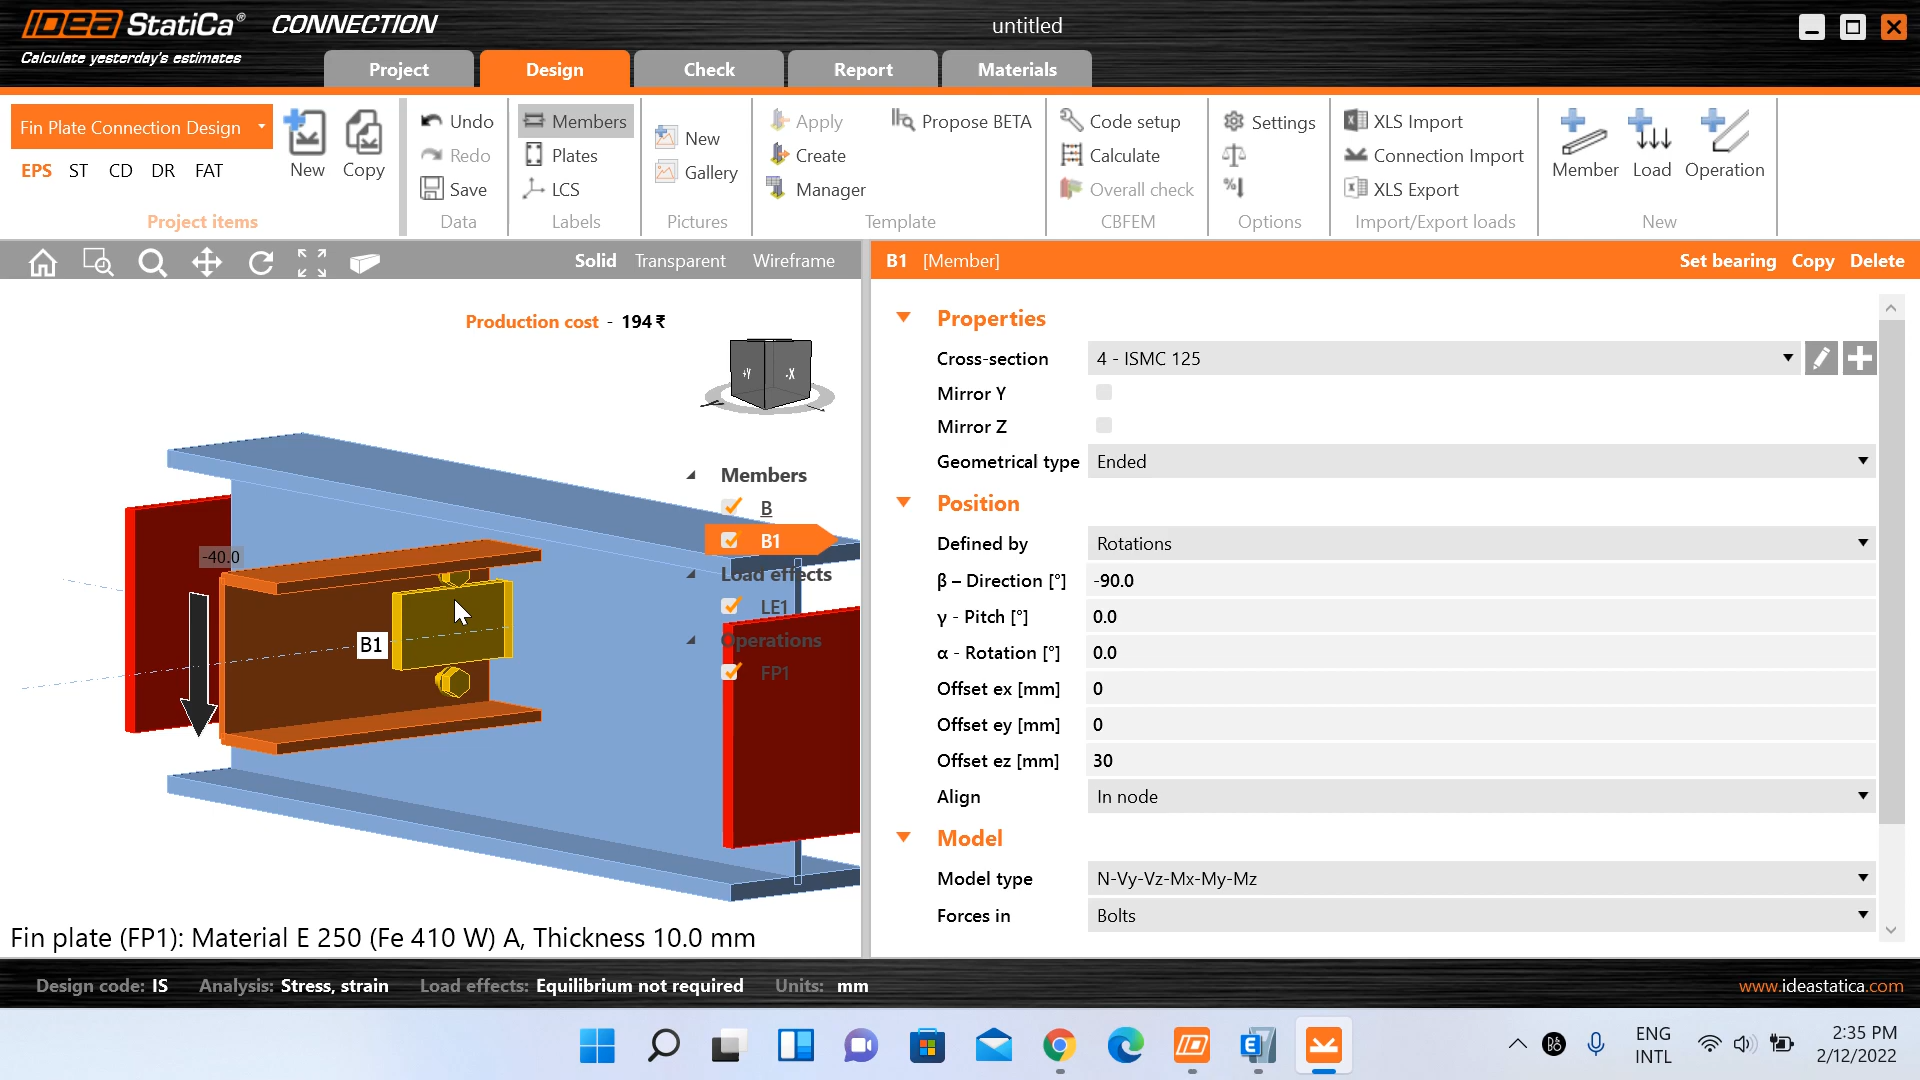 IDEA StatiCa® CONNECTION
untitled
Calculate yesterday's estimates
Project Design Check Report Materials
Fin Plate Connection Design
EPS ST CD DR FAT
New Copy
Project items
Undo
Redo
Save
Data
Members
Plates
LCS
Labels
New
Gallery
Pictures
Apply
Propose BETA
Create
Manager
Template
Code setup
Calculate
Overall check
CBFEM
Settings
Options
XLS Import
Connection Import
XLS Export
Import/Export loads
Member Load Operation
New
Solid Transparent Wireframe
Production cost - 194 ₹
+Y -X
-40.0
B1
Members
B
B1
Load effects
LE1
Operations
FP1
Fin plate (FP1): Material E 250 (Fe 410 W) A, Thickness 10.0 mm
B1 [Member]
Set bearing Copy Delete
Properties
Cross-section 4 - ISMC 125
Mirror Y
Mirror Z
Geometrical type Ended
Position
Defined by Rotations
β – Direction [°] -90.0
γ - Pitch [°] 0.0
α - Rotation [°] 0.0
Offset ex [mm] 0
Offset ey [mm] 0
Offset ez [mm] 30
Align In node
Model
Model type N-Vy-Vz-Mx-My-Mz
Forces in Bolts
Design code: IS Analysis: Stress, strain Load effects: Equilibrium not required Units: mm
www.ideastatica.com
ENG
INTL
2:35 PM
2/12/2022